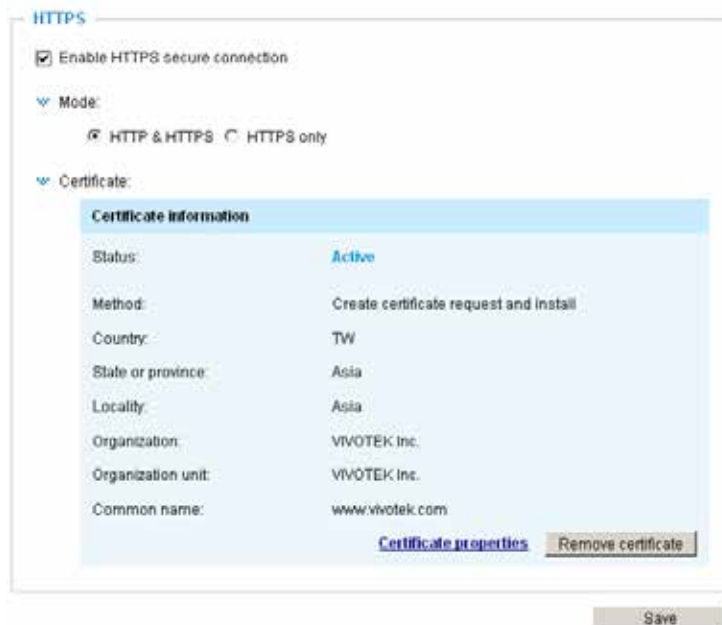 HTTPS
Enable HTTPS secure connection
Mode:
HTTP & HTTPS HTTPS only
Certificate:
Certificate information
Status: Active
Method: Create certificate request and install
Country: TW
State or province: Asia
Locality: Asia
Organization: VIVOTEK Inc.
Organization unit: VIVOTEK Inc.
Common name: www.vivotek.com
Certificate properties Remove certificate
Save